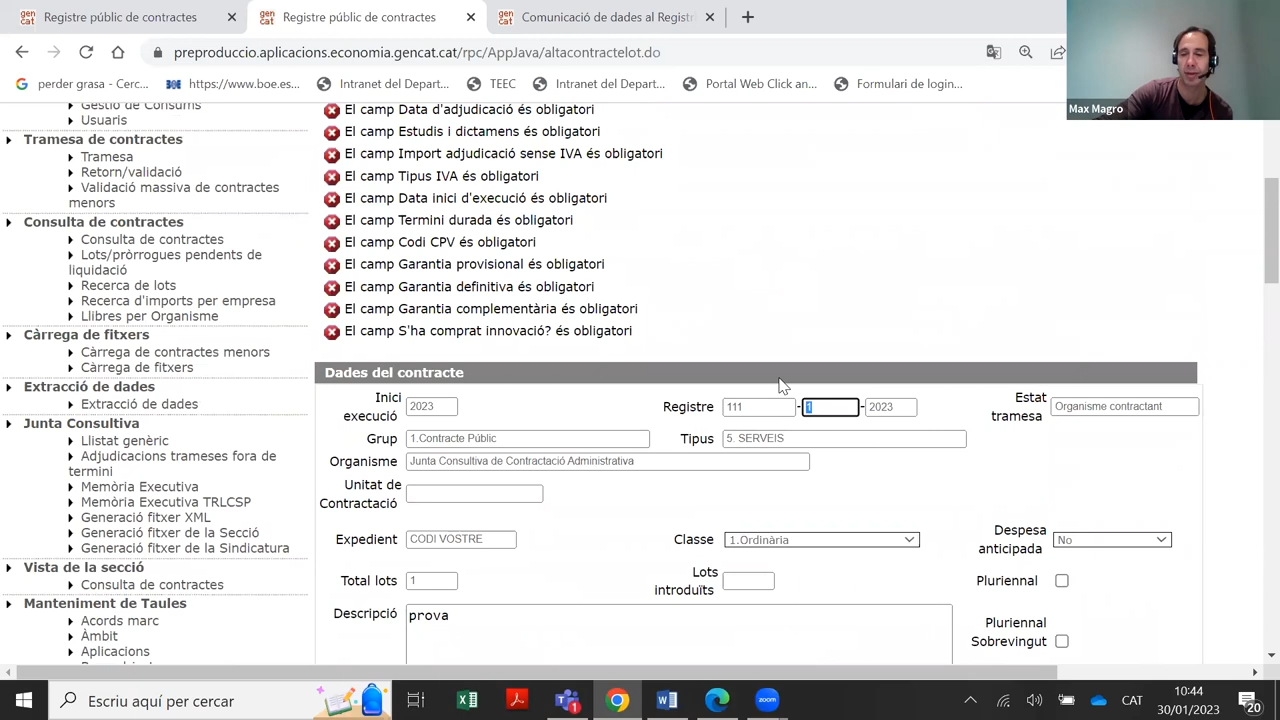 Registre públic de contractes
Registre públic de contractes
Comunicació de dades al Registr
preproduccio.aplicacions.economia.gencat.cat/rpc/AppJava/altacontractelot.do
perder grasa - Cerc...
https://www.boe.es...
Intranet del Depart...
TEEC
Intranet del Depart...
Portal Web Click an...
Formulari de login...
Max Magro
Gestió de Consums
Usuaris
Tramesa de contractes
Tramesa
Retorn/validació
Validació massiva de contractes
menors
Consulta de contractes
Consulta de contractes
Lots/pròrrogues pendents de
liquidació
Recerca de lots
Recerca d'imports per empresa
Llibres per Organisme
Càrrega de fitxers
Càrrega de contractes menors
Càrrega de fitxers
Extracció de dades
Extracció de dades
Junta Consultiva
Llistat genèric
Adjudicacions trameses fora de
termini
Memòria Executiva
Memòria Executiva TRLCSP
Generació fitxer XML
Generació fitxer de la Secció
Generació fitxer de la Sindicatura
Vista de la secció
Consulta de contractes
Manteniment de Taules
Acords marc
Àmbit
Aplicacions
El camp Data d'adjudicació és obligatori
El camp Estudis i dictamens és obligatori
El camp Import adjudicació sense IVA és obligatori
El camp Tipus IVA és obligatori
El camp Data inici d'execució és obligatori
El camp Termini durada és obligatori
El camp Codi CPV és obligatori
El camp Garantia provisional és obligatori
El camp Garantia definitiva és obligatori
El camp Garantia complementària és obligatori
El camp S'ha comprat innovació? és obligatori
Dades del contracte
Inici execució 2023 Registre 111 - 1 - 2023 Estat tramesa Organisme contractant
Grup 1.Contracte Públic Tipus 5. SERVEIS
Organisme Junta Consultiva de Contractació Administrativa
Unitat de Contractació
Expedient CODI VOSTRE Classe 1.Ordinària Despesa anticipada No
Total lots 1 Lots introduïts Pluriennal
Descripció prova Pluriennal Sobrevingut
Escriu aquí per cercar
CAT
10:44
30/01/2023
20